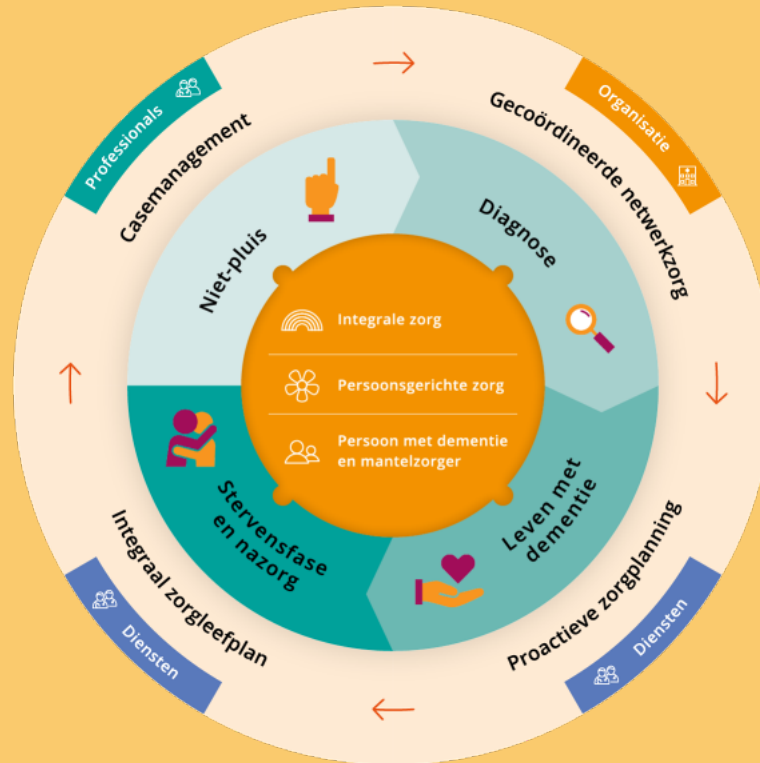 Professionals
Casemanagement
Organisatie
Gecoördineerde netwerkzorg
Niet-pluis
Diagnose
Integrale zorg
Persoonsgerichte zorg
Persoon met dementie
en mantelzorger
Stervensfase
en nazorg
Leven met
dementie
Integraal zorgleefplan
Diensten
Proactieve zorgplanning
Diensten